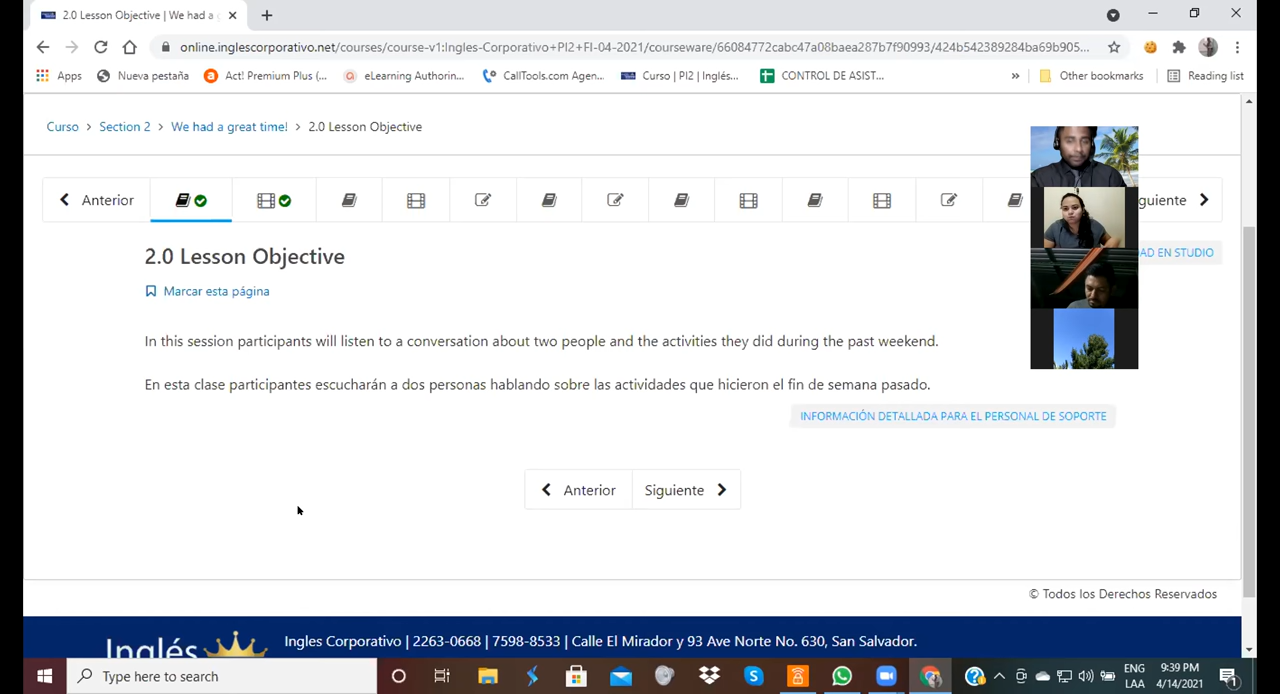 2.0 Lesson Objective | We had a g
online.inglescorporativo.net/courses/course-v1:Ingles-Corporativo+PI2+FI-04-2021/courseware/66084772cabc47a08baea287b7f90993/424b542389284ba69b905...
Apps Nueva pestaña Act! Premium Plus (... eLearning Authorin... CallTools.com Agen... Curso | PI2 | Inglés... CONTROL DE ASIST... » Other bookmarks Reading list
Curso > Section 2 > We had a great time! > 2.0 Lesson Objective
Anterior guiente
AD EN STUDIO
2.0 Lesson Objective
Marcar esta página
In this session participants will listen to a conversation about two people and the activities they did during the past weekend.
En esta clase participantes escucharán a dos personas hablando sobre las actividades que hicieron el fin de semana pasado.
INFORMACIÓN DETALLADA PARA EL PERSONAL DE SOPORTE
Anterior Siguiente
© Todos los Derechos Reservados
Inglés Ingles Corporativo | 2263-0668 | 7598-8533 | Calle El Mirador y 93 Ave Norte No. 630, San Salvador.
Type here to search ENG 9:39 PM
LAA 4/14/2021